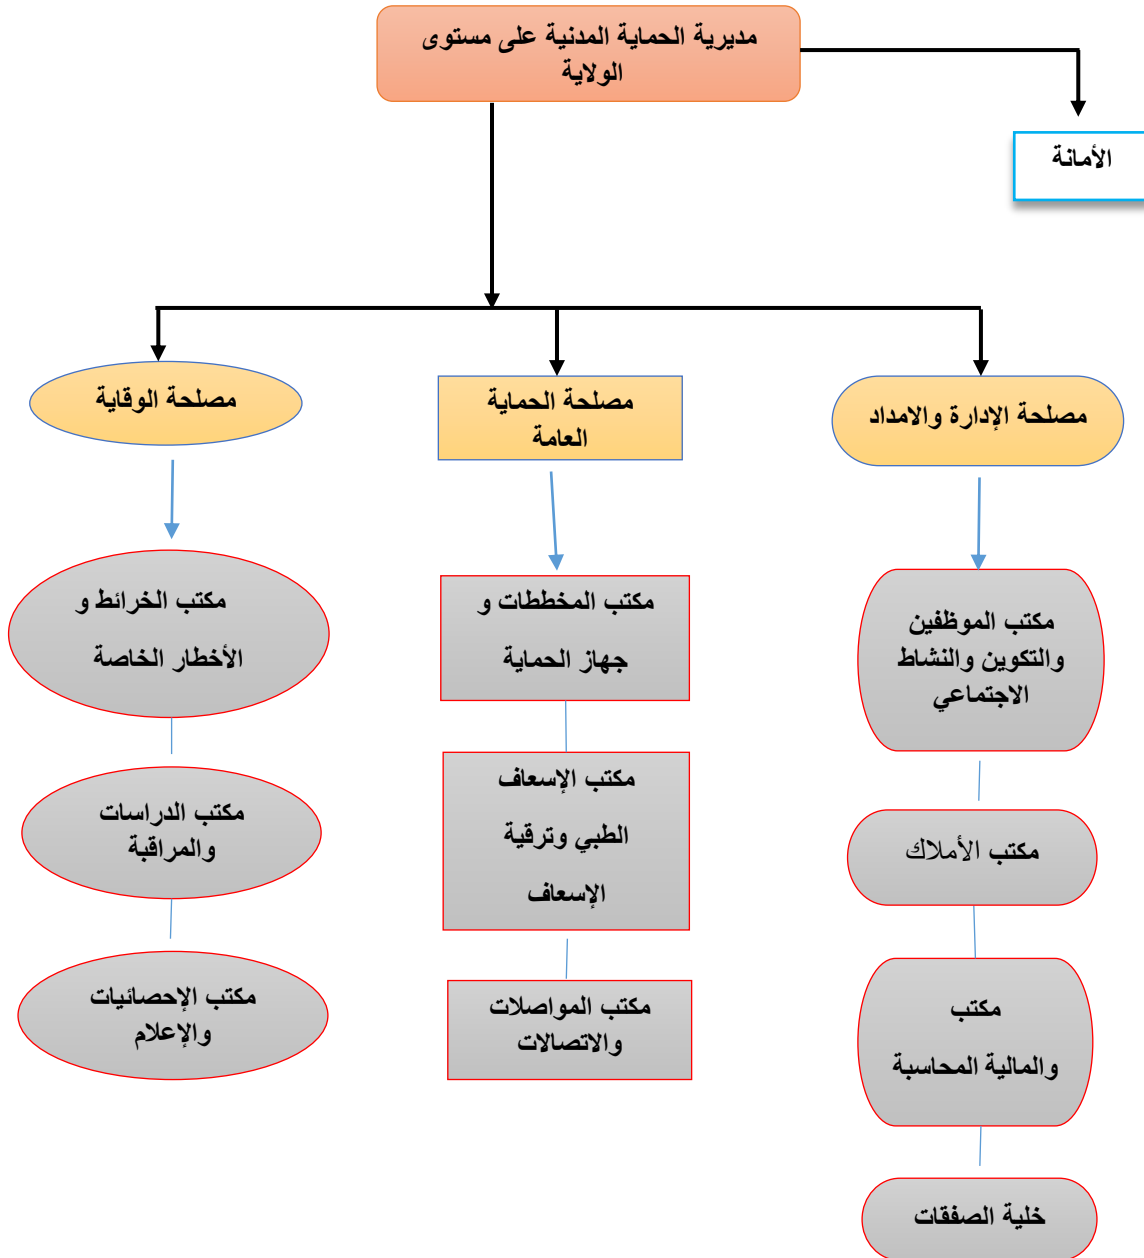 مديرية الحماية المدنية على مستوى
الولاية
الأمانة
مصلحة الإدارة والامداد
مصلحة الحماية
العامة
مصلحة الوقاية
مكتب الموظفين
والتكوين والنشاط
الاجتماعي
مكتب الأملاك
مكتب
والمالية المحاسبة
خلية الصفقات
مكتب المخططات و
جهاز الحماية
مكتب الإسعاف
الطبي وترقية
الإسعاف
مكتب المواصلات
والاتصالات
مكتب الخرائط و
الأخطار الخاصة
مكتب الدراسات
والمراقبة
مكتب الإحصائيات
والإعلام